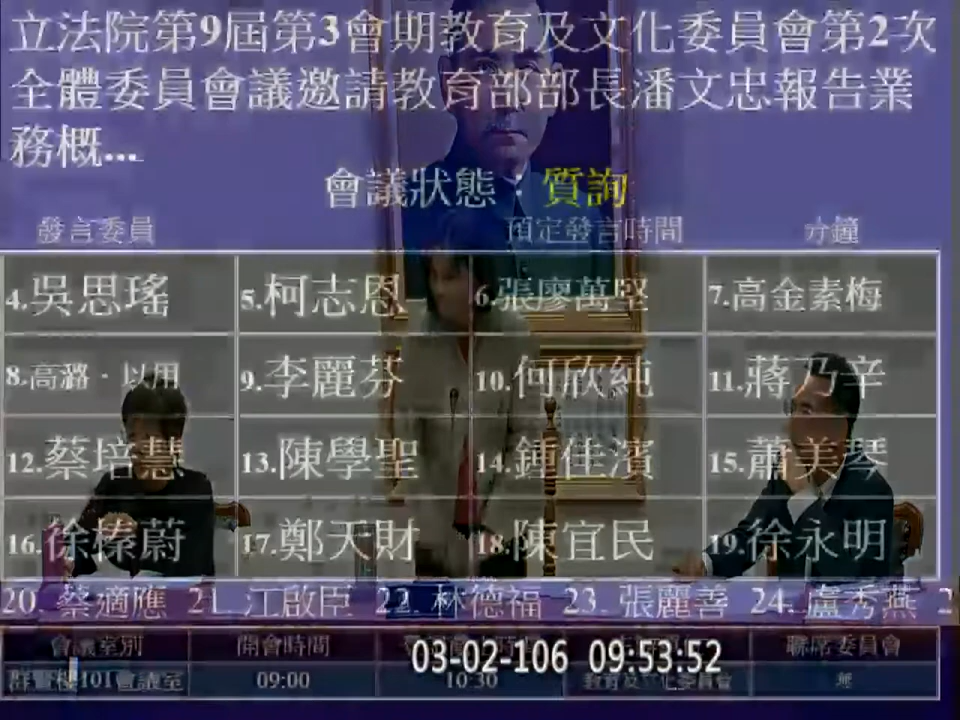 立法院第9屆第3會期教育及文化委員會第2次
全體委員會議邀請教育部部長潘文忠報告業
務概...
會議狀態：質詢
發言委員 預定發言時間 分鐘
4.吳思瑤 5.柯志恩 6.張廖萬堅 7.高金素梅
8.高潞．以用 9.李麗芬 10.何欣純 11.蔣乃辛
12.蔡培慧 13.陳學聖 14.鍾佳濱 15.蕭美琴
16.徐榛蔚 17.鄭天財 18.陳宜民 19.徐永明
20. 蔡適應 21. 江啟臣 22. 林德福 23. 張麗善 24. 盧秀燕 2
會議室別 開會時間 聯席委員會
群賢樓101會議室 09:00 10:30 教育及文化委員會 無
03-02-106 09:53:52